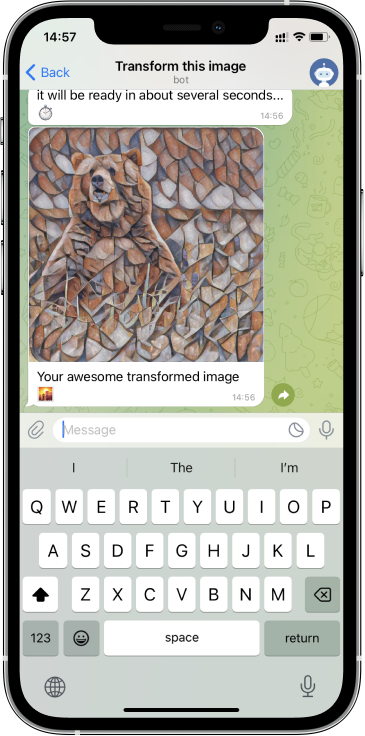 14:57
Back
Transform this image
bot
it will be ready in about several seconds...
14:56
Your awesome transformed image
14:56
Message
I The I'm
Q W E R T Y U I O P
A S D F G H J K L
Z X C V B N M
123 space return